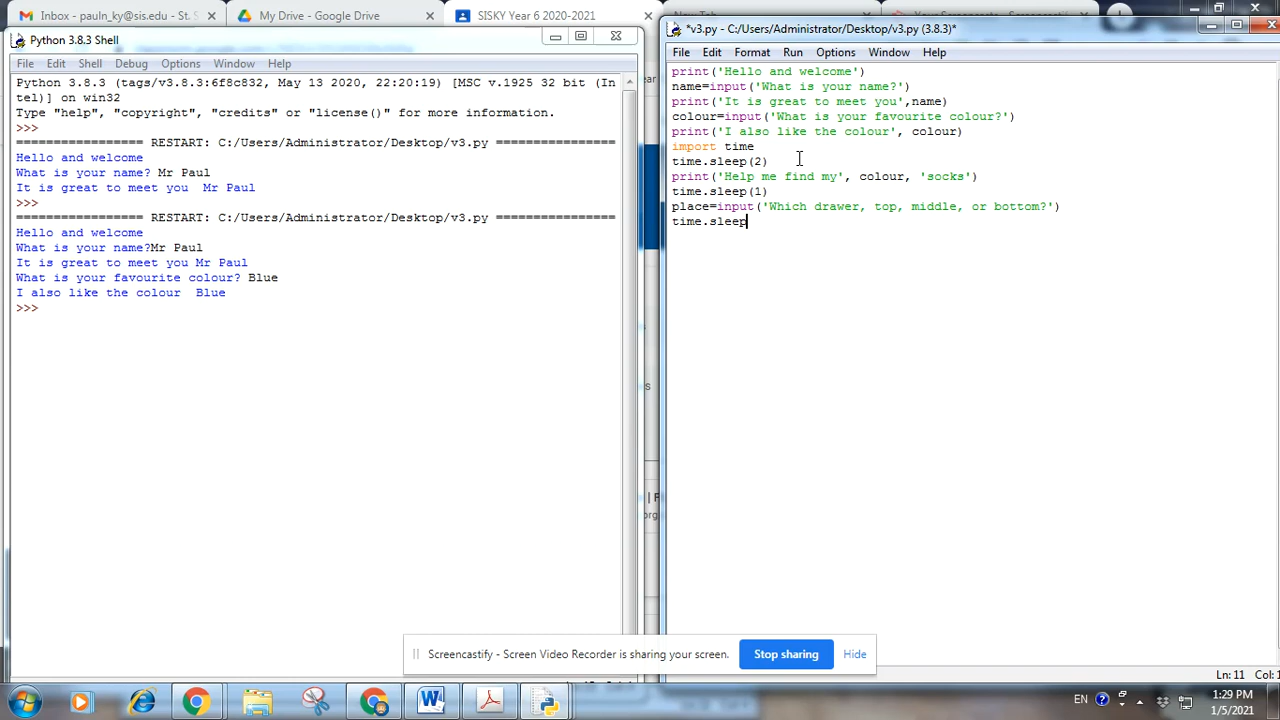 Inbox - pauln_ky@sis.edu - St. S
My Drive - Google Drive
SISKY Year 6 2020-2021
New Tab
Python 3.8.3 Shell
File Edit Shell Debug Options Window Help
Python 3.8.3 (tags/v3.8.3:6f8c832, May 13 2020, 22:20:19) [MSC v.1925 32 bit (In
tel)] on win32
Type "help", "copyright", "credits" or "license()" for more information.
>>>
================= RESTART: C:/Users/Administrator/Desktop/v3.py ================
Hello and welcome
What is your name? Mr Paul
It is great to meet you  Mr Paul
>>>
================= RESTART: C:/Users/Administrator/Desktop/v3.py ================
Hello and welcome
What is your name?Mr Paul
It is great to meet you Mr Paul
What is your favourite colour? Blue
I also like the colour  Blue
>>>
*v3.py - C:/Users/Administrator/Desktop/v3.py (3.8.3)*
File Edit Format Run Options Window Help
print('Hello and welcome')
name=input('What is your name?')
print('It is great to meet you',name)
colour=input('What is your favourite colour?')
print('I also like the colour', colour)
import time
time.sleep(2)
print('Help me find my', colour, 'socks')
time.sleep(1)
place=input('Which drawer, top, middle, or bottom?')
time.sleep
Ln: 11 Col:
Screencastify - Screen Video Recorder is sharing your screen.
Stop sharing
Hide
EN
1:29 PM
1/5/2021